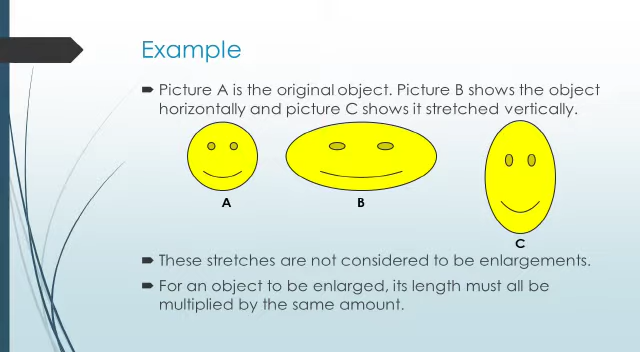 Example
Picture A is the original object. Picture B shows the object
horizontally and picture C shows it stretched vertically.
A
B
C
These stretches are not considered to be enlargements.
For an object to be enlarged, its length must all be
multiplied by the same amount.